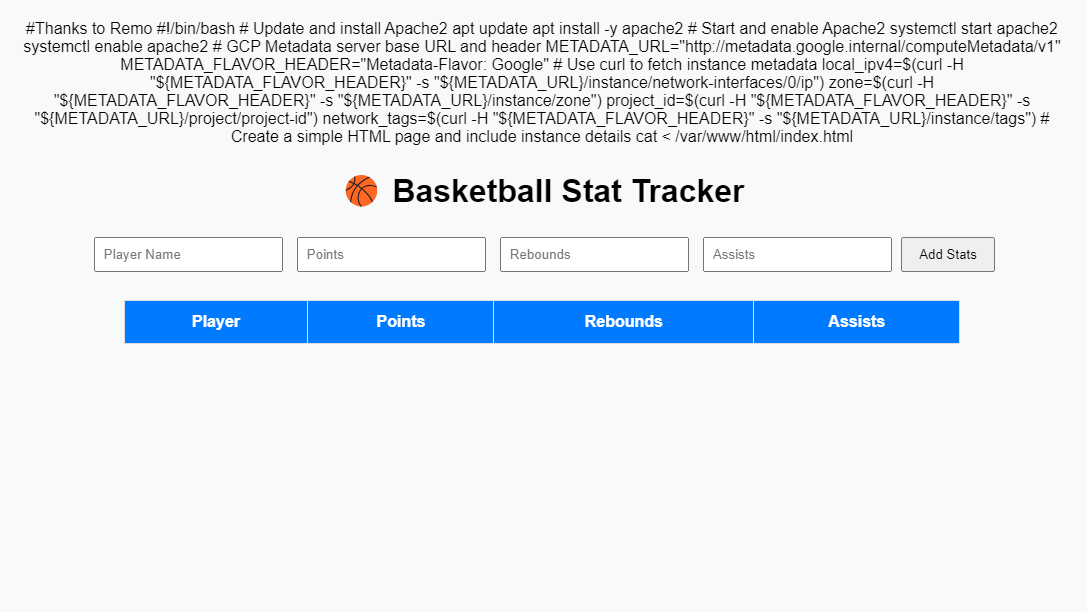 #Thanks to Remo #!/bin/bash # Update and install Apache2 apt update apt install -y apache2 # Start and enable Apache2 systemctl start apache2
systemctl enable apache2 # GCP Metadata server base URL and header METADATA_URL="http://metadata.google.internal/computeMetadata/v1"
METADATA_FLAVOR_HEADER="Metadata-Flavor: Google" # Use curl to fetch instance metadata local_ipv4=$(curl -H
"${METADATA_FLAVOR_HEADER}" -s "${METADATA_URL}/instance/network-interfaces/0/ip") zone=$(curl -H
"${METADATA_FLAVOR_HEADER}" -s "${METADATA_URL}/instance/zone") project_id=$(curl -H "${METADATA_FLAVOR_HEADER}" -s
"${METADATA_URL}/project/project-id") network_tags=$(curl -H "${METADATA_FLAVOR_HEADER}" -s "${METADATA_URL}/instance/tags") #
Create a simple HTML page and include instance details cat < /var/www/html/index.html
Basketball Stat Tracker
Player Name Points Rebounds Assists Add Stats
Player Points Rebounds Assists